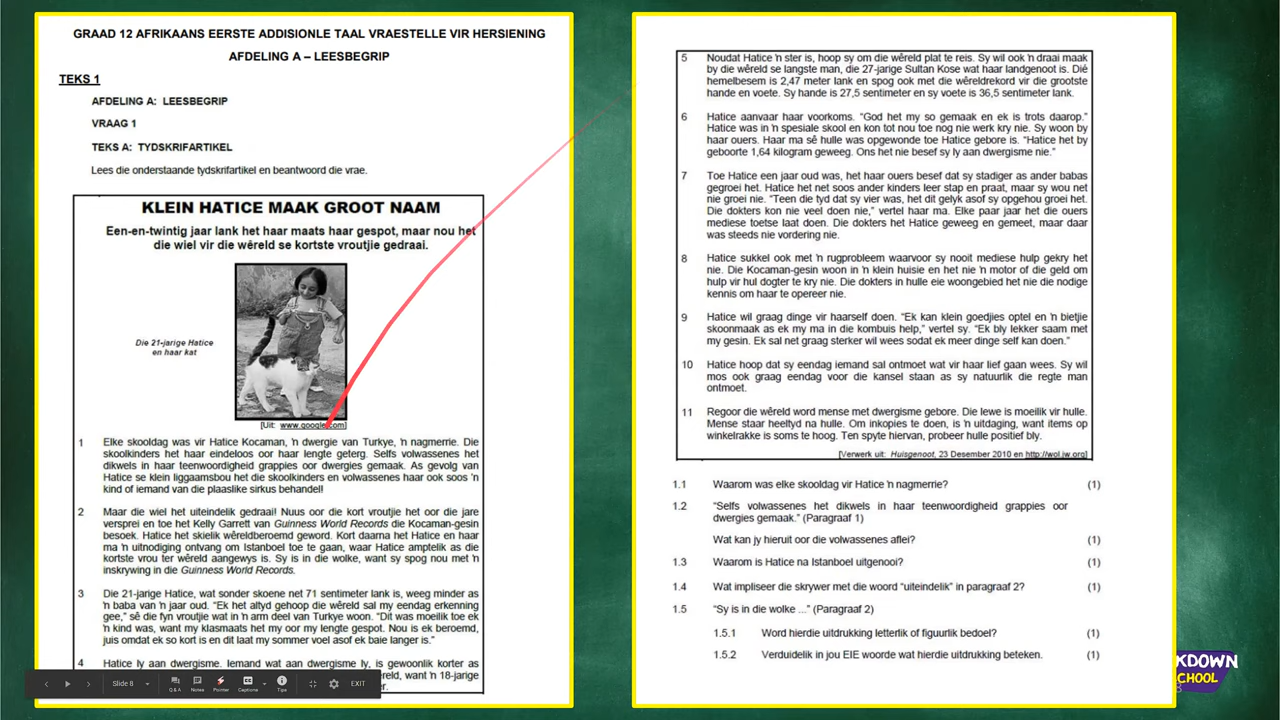 GRAAD 12 AFRIKAANS EERSTE ADDISIONLE TAAL VRAESTELLE VIR HERSIENING
AFDELING A – LEESBEGRIP
TEKS 1
AFDELING A: LEESBEGRIP
VRAAG 1
TEKS A: TYDSKRIFARTIKEL
Lees die onderstaande tydskrifartikel en beantwoord die vrae.
KLEIN HATICE MAAK GROOT NAAM
Een-en-twintig jaar lank het haar maats haar gespot, maar nou het
die wiel vir die wêreld se kortste vroutjie gedraai.
Die 21-jarige Hatice
en haar kat
[Uit: www.google.com]
1 Elke skooldag was vir Hatice Kocaman, 'n dwergie van Turkye, 'n nagmerrie. Die
skoolkinders het haar eindeloos oor haar lengte geterg. Selfs volwassenes het
dikwels in haar teenwoordigheid grappies oor dwergies gemaak. As gevolg van
Hatice se klein liggaamsbou het die skoolkinders en volwassenes haar ook soos 'n
kind of iemand van die plaaslike sirkus behandel!
2 Maar die wiel het uiteindelik gedraai! Nuus oor die kort vroutjie het oor die jare
versprei en toe het Kelly Garrett van Guinness World Records die Kocaman-gesin
besoek. Hatice het skielik wêreldberoemd geword. Kort daarna het Hatice en haar
ma 'n uitnodiging ontvang om Istanboel toe te gaan, waar Hatice amptelik as die
kortste vrou ter wêreld aangewys is. Sy is in die wolke, want sy spog nou met 'n
inskrywing in die Guinness World Records.
3 Die 21-jarige Hatice, wat sonder skoene net 71 sentimeter lank is, weeg minder as
'n baba van 'n jaar oud. "Ek het altyd gehoop die wêreld sal my eendag erkenning
gee," sê die fyn vroutjie wat in 'n arm deel van Turkye woon. "Dit was moeilik toe ek
'n kind was, want my klasmaats het my oor my lengte gespot. Nou is ek beroemd,
juis omdat ek so kort is en dit laat my sommer voel asof ek baie langer is."
4 Hatice ly aan dwergisme. Iemand wat aan dwergisme ly, is gewoonlik korter as
want 'n 18-jarige
Slide 8
Q&A
Notes
Pointer
Captions
Tips
EXIT
5 Noudat Hatice 'n ster is, hoop sy om die wêreld plat te reis. Sy wil ook 'n draai maak
by die wêreld se langste man, die 27-jarige Sultan Kose wat haar landgenoot is. Dié
hemelbesem is 2,47 meter lank en spog ook met die wêreldrekord vir die grootste
hande en voete. Sy hande is 27,5 sentimeter en sy voete is 36,5 sentimeter lank.
6 Hatice aanvaar haar voorkoms. "God het my so gemaak en ek is trots daarop."
Hatice was in 'n spesiale skool en kon tot nou toe nog nie werk kry nie. Sy woon by
haar ouers. Haar ma sê hulle was opgewonde toe Hatice gebore is. "Hatice het by
geboorte 1,64 kilogram geweeg. Ons het nie besef sy ly aan dwergisme nie."
7 Toe Hatice een jaar oud was, het haar ouers besef dat sy stadiger as ander babas
gegroei het. Hatice het net soos ander kinders leer stap en praat, maar sy wou net
nie groei nie. "Teen die tyd dat sy vier was, het dit gelyk asof sy opgehou groei het.
Die dokters kon nie veel doen nie," vertel haar ma. Elke paar jaar het die ouers
mediese toetse laat doen. Die dokters het Hatice geweeg en gemeet, maar daar
was steeds nie vordering nie.
8 Hatice sukkel ook met 'n rugprobleem waarvoor sy nooit mediese hulp gekry het
nie. Die Kocaman-gesin woon in 'n klein huisie en het nie 'n motor of die geld om
hulp vir hul dogter te kry nie. Die dokters in hulle eie woongebied het nie die nodige
kennis om haar te opereer nie.
9 Hatice wil graag dinge vir haarself doen. "Ek kan klein goedjies optel en 'n bietjie
skoonmaak as ek my ma in die kombuis help," vertel sy. "Ek bly lekker saam met
my gesin. Ek sal net graag sterker wil wees sodat ek meer dinge self kan doen."
10 Hatice hoop dat sy eendag iemand sal ontmoet wat vir haar lief gaan wees. Sy wil
mos ook graag eendag voor die kansel staan as sy natuurlik die regte man
ontmoet.
11 Regoor die wêreld word mense met dwergisme gebore. Die lewe is moeilik vir hulle.
Mense staar heeltyd na hulle. Om inkopies te doen, is 'n uitdaging, want items op
winkelrakke is soms te hoog. Ten spyte hiervan, probeer hulle positief bly.
[Verwerk uit: Huisgenoot, 23 Desember 2010 en http://wol.jw.org]
1.1 Waarom was elke skooldag vir Hatice 'n nagmerrie? (1)
1.2 "Selfs volwassenes het dikwels in haar teenwoordigheid grappies oor
dwergies gemaak." (Paragraaf 1)
Wat kan jy hieruit oor die volwassenes aflei? (1)
1.3 Waarom is Hatice na Istanboel uitgenooi? (1)
1.4 Wat impliseer die skrywer met die woord "uiteindelik" in paragraaf 2? (1)
1.5 "Sy is in die wolke ..." (Paragraaf 2)
1.5.1 Word hierdie uitdrukking letterlik of figuurlik bedoel? (1)
1.5.2 Verduidelik in jou EIE woorde wat hierdie uitdrukking beteken. (1)
KDOWN
CHOOL